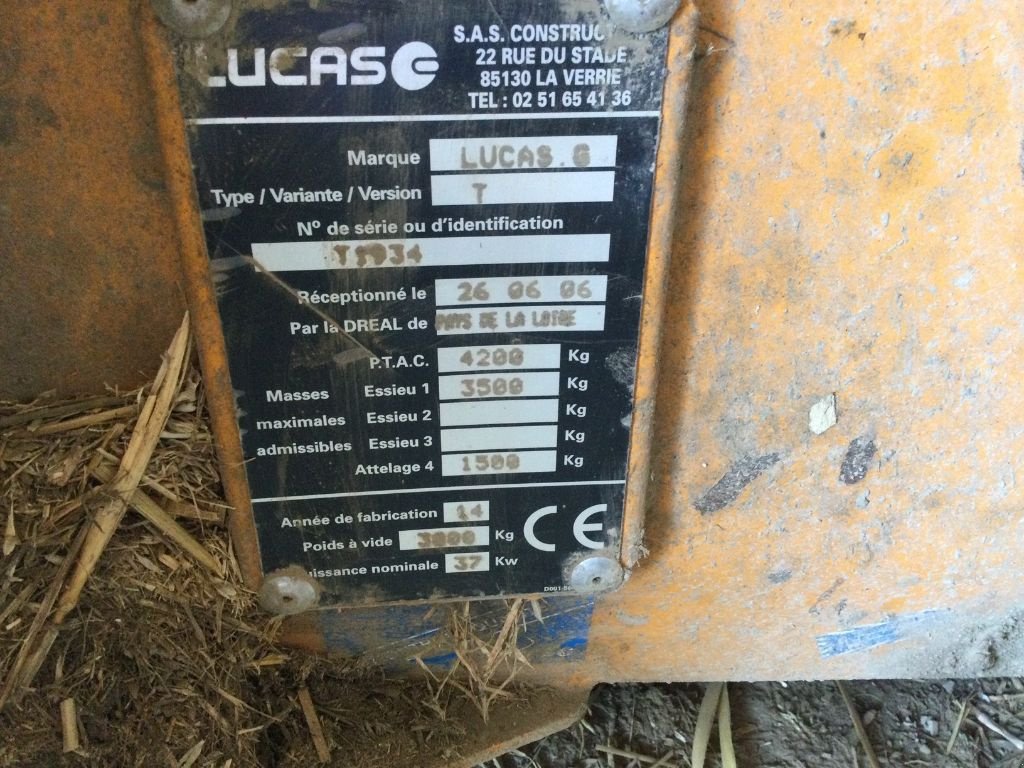 LUCAS G
S.A.S. CONSTRUCT
22 RUE DU STADE
85130 LA VERRIE
TEL : 02 51 65 41 36
Marque LUCAS.G
Type / Variante / Version T
N° de série ou d'identification
Réceptionné le 26 06 06
Par la DREAL de PAYS DE LA LOIRE
P.T.A.C. 4200 Kg
Masses Essieu 1 3500 Kg
maximales Essieu 2 Kg
admissibles Essieu 3 Kg
Attelage 4 1500 Kg
Année de fabrication 14
Poids à vide 3000 Kg
uissance nominale 37 Kw
CE